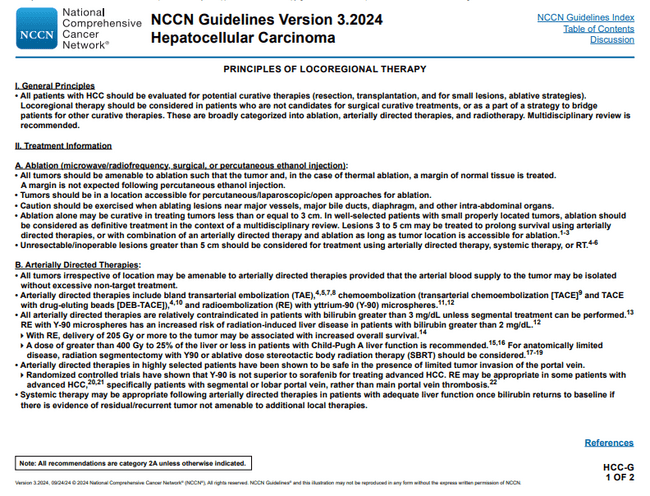 NCCN
National
Comprehensive
Cancer
Network®
NCCN Guidelines Version 3.2024
Hepatocellular Carcinoma
NCCN Guidelines Index
Table of Contents
Discussion
PRINCIPLES OF LOCOREGIONAL THERAPY
I. General Principles
• All patients with HCC should be evaluated for potential curative therapies (resection, transplantation, and for small lesions, ablative strategies).
Locoregional therapy should be considered in patients who are not candidates for surgical curative treatments, or as a part of a strategy to bridge
patients for other curative therapies. These are broadly categorized into ablation, arterially directed therapies, and radiotherapy. Multidisciplinary review is
recommended.
II. Treatment Information
A. Ablation (microwave/radiofrequency, surgical, or percutaneous ethanol injection):
• All tumors should be amenable to ablation such that the tumor and, in the case of thermal ablation, a margin of normal tissue is treated.
A margin is not expected following percutaneous ethanol injection.
• Tumors should be in a location accessible for percutaneous/laparoscopic/open approaches for ablation.
• Caution should be exercised when ablating lesions near major vessels, major bile ducts, diaphragm, and other intra-abdominal organs.
• Ablation alone may be curative in treating tumors less than or equal to 3 cm. In well-selected patients with small properly located tumors, ablation should
be considered as definitive treatment in the context of a multidisciplinary review. Lesions 3 to 5 cm may be treated to prolong survival using arterially
directed therapies, or with combination of an arterially directed therapy and ablation as long as tumor location is accessible for ablation.1-3
• Unresectable/inoperable lesions greater than 5 cm should be considered for treatment using arterially directed therapy, systemic therapy, or RT.4-6
B. Arterially Directed Therapies:
• All tumors irrespective of location may be amenable to arterially directed therapies provided that the arterial blood supply to the tumor may be isolated
without excessive non-target treatment.
• Arterially directed therapies include bland transarterial embolization (TAE),4,5,7,8 chemoembolization (transarterial chemoembolization [TACE]9 and TACE
with drug-eluting beads [DEB-TACE]),4,10 and radioembolization (RE) with yttrium-90 (Y-90) microspheres.11,12
• All arterially directed therapies are relatively contraindicated in patients with bilirubin greater than 3 mg/dL unless segmental treatment can be performed.13
RE with Y-90 microspheres has an increased risk of radiation-induced liver disease in patients with bilirubin greater than 2 mg/dL.12
▸ With RE, delivery of 205 Gy or more to the tumor may be associated with increased overall survival.14
▸ A dose of greater than 400 Gy to 25% of the liver or less in patients with Child-Pugh A liver function is recommended.15,16 For anatomically limited
disease, radiation segmentectomy with Y90 or ablative dose stereotactic body radiation therapy (SBRT) should be considered.17-19
• Arterially directed therapies in highly selected patients have been shown to be safe in the presence of limited tumor invasion of the portal vein.
▸ Randomized controlled trials have shown that Y-90 is not superior to sorafenib for treating advanced HCC. RE may be appropriate in some patients with
advanced HCC,20,21 specifically patients with segmental or lobar portal vein, rather than main portal vein thrombosis.22
• Systemic therapy may be appropriate following arterially directed therapies in patients with adequate liver function once bilirubin returns to baseline if
there is evidence of residual/recurrent tumor not amenable to additional local therapies.
References
Note: All recommendations are category 2A unless otherwise indicated.
HCC-G
1 OF 2
Version 3.2024, 09/24/24 © 2024 National Comprehensive Cancer Network® (NCCN®), All rights reserved. NCCN Guidelines® and this illustration may not be reproduced in any form without the express written permission of NCCN.